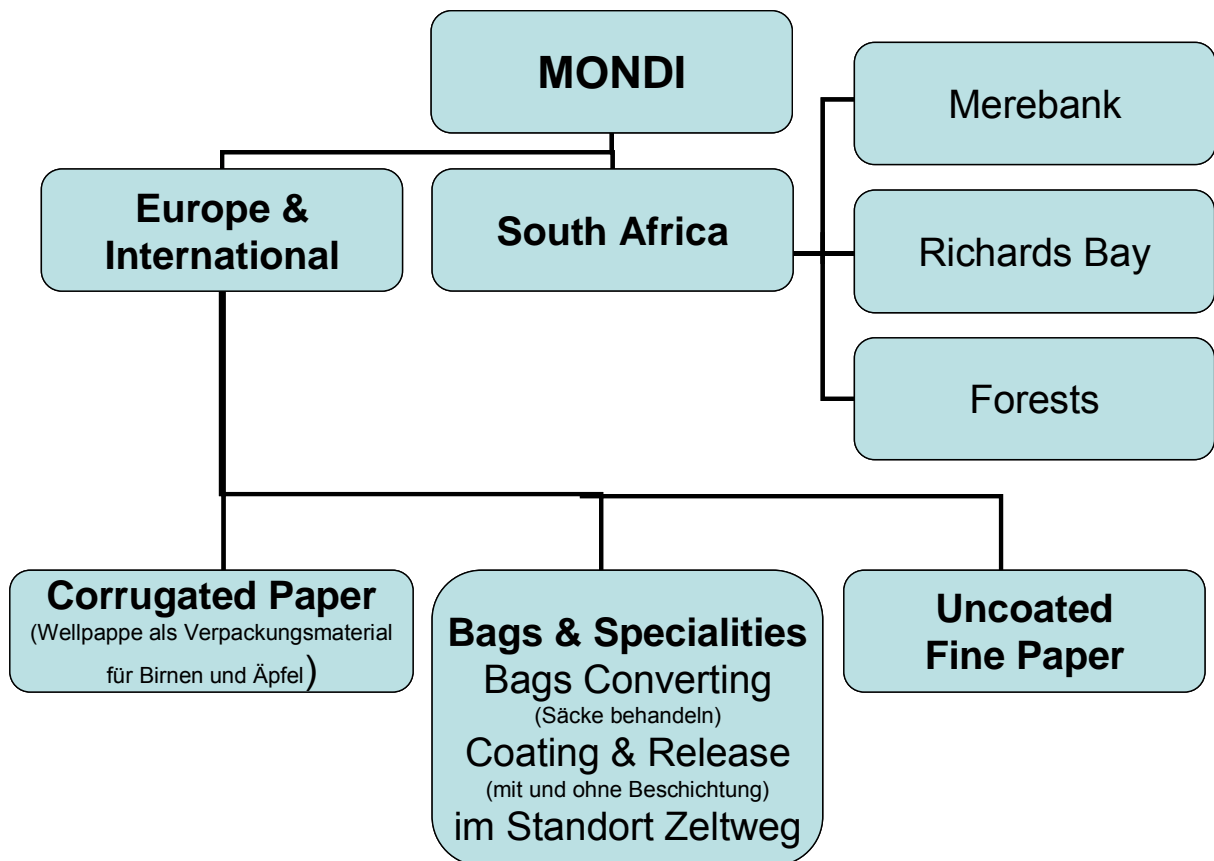 MONDI
Europe &
International
South Africa
Merebank
Richards Bay
Forests
Corrugated Paper
(Wellpappe als Verpackungsmaterial
für Birnen und Äpfel)
Bags & Specialities
Bags Converting
(Säcke behandeln)
Coating & Release
(mit und ohne Beschichtung)
im Standort Zeltweg
Uncoated
Fine Paper